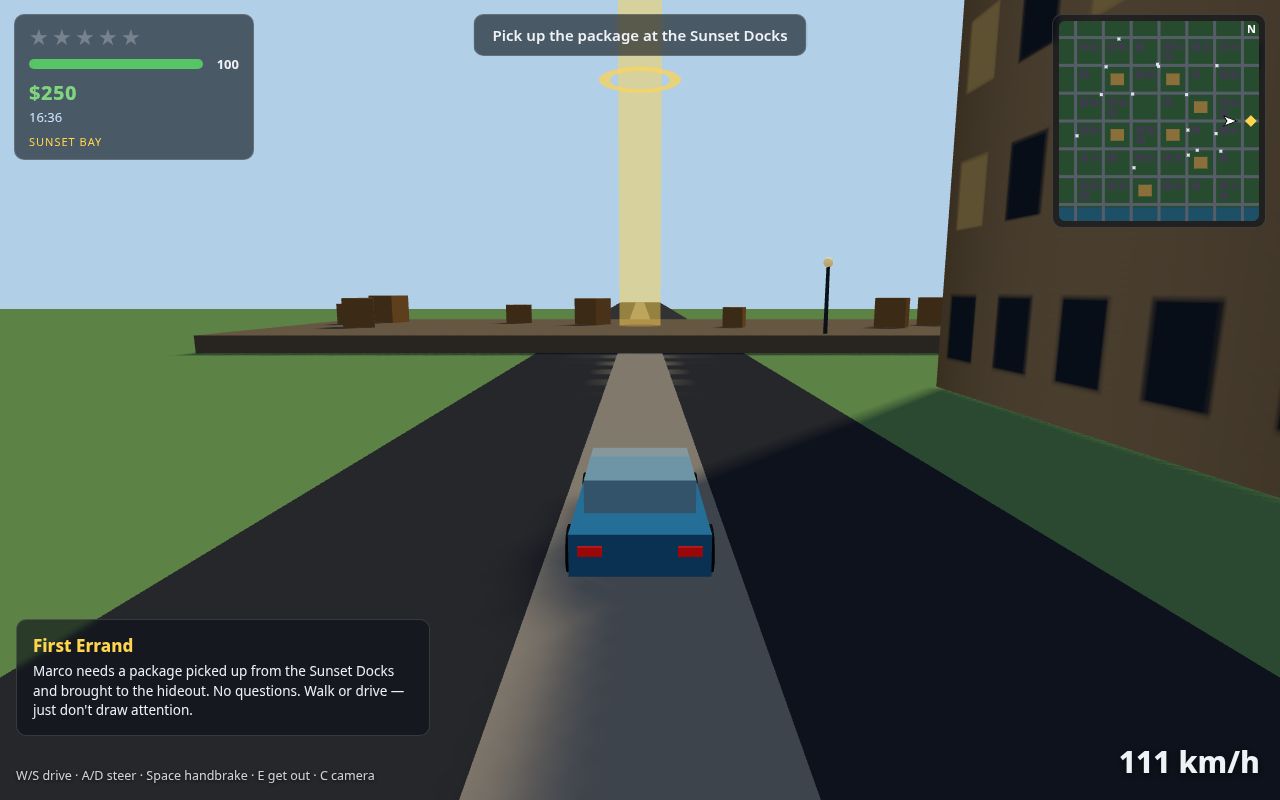 100
$250
16:36
SUNSET BAY
Pick up the package at the Sunset Docks
N
First Errand
Marco needs a package picked up from the Sunset Docks
and brought to the hideout. No questions. Walk or drive —
just don't draw attention.
W/S drive · A/D steer · Space handbrake · E get out · C camera
111 km/h